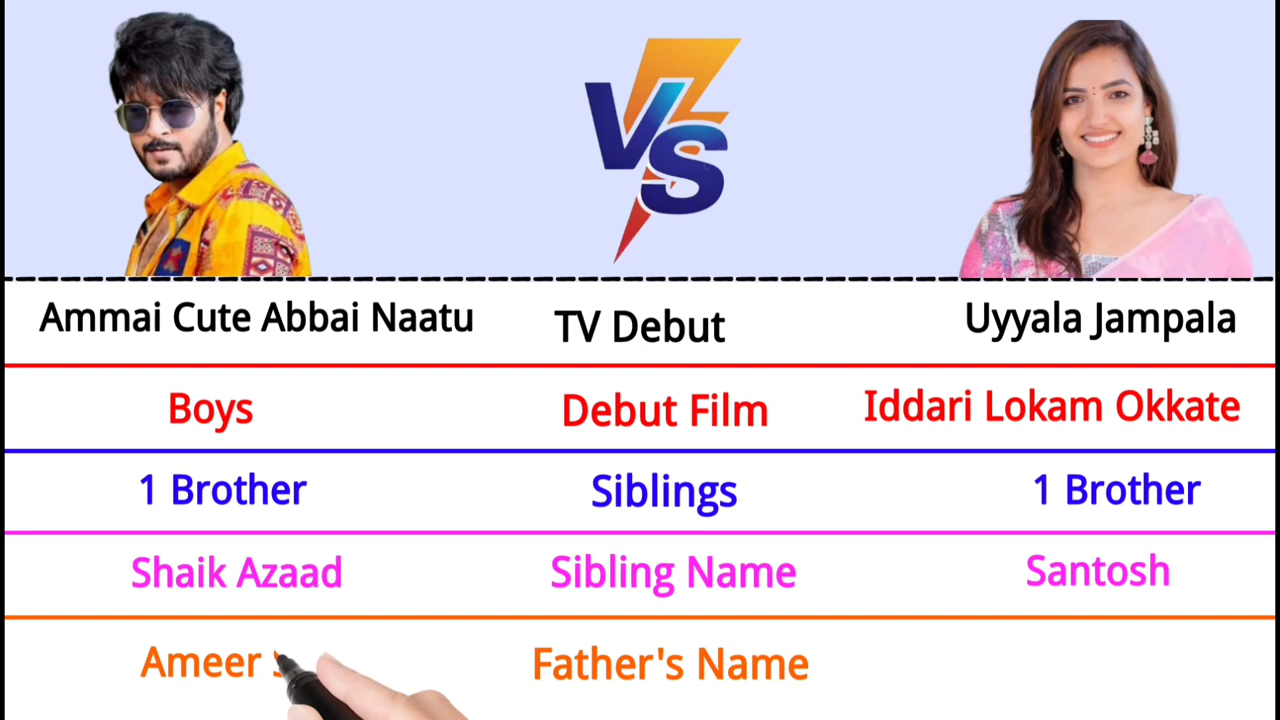 VS
Ammai Cute Abbai Naatu TV Debut Uyyala Jampala
Boys Debut Film Iddari Lokam Okkate
1 Brother Siblings 1 Brother
Shaik Azaad Sibling Name Santosh
Ameer Father's Name